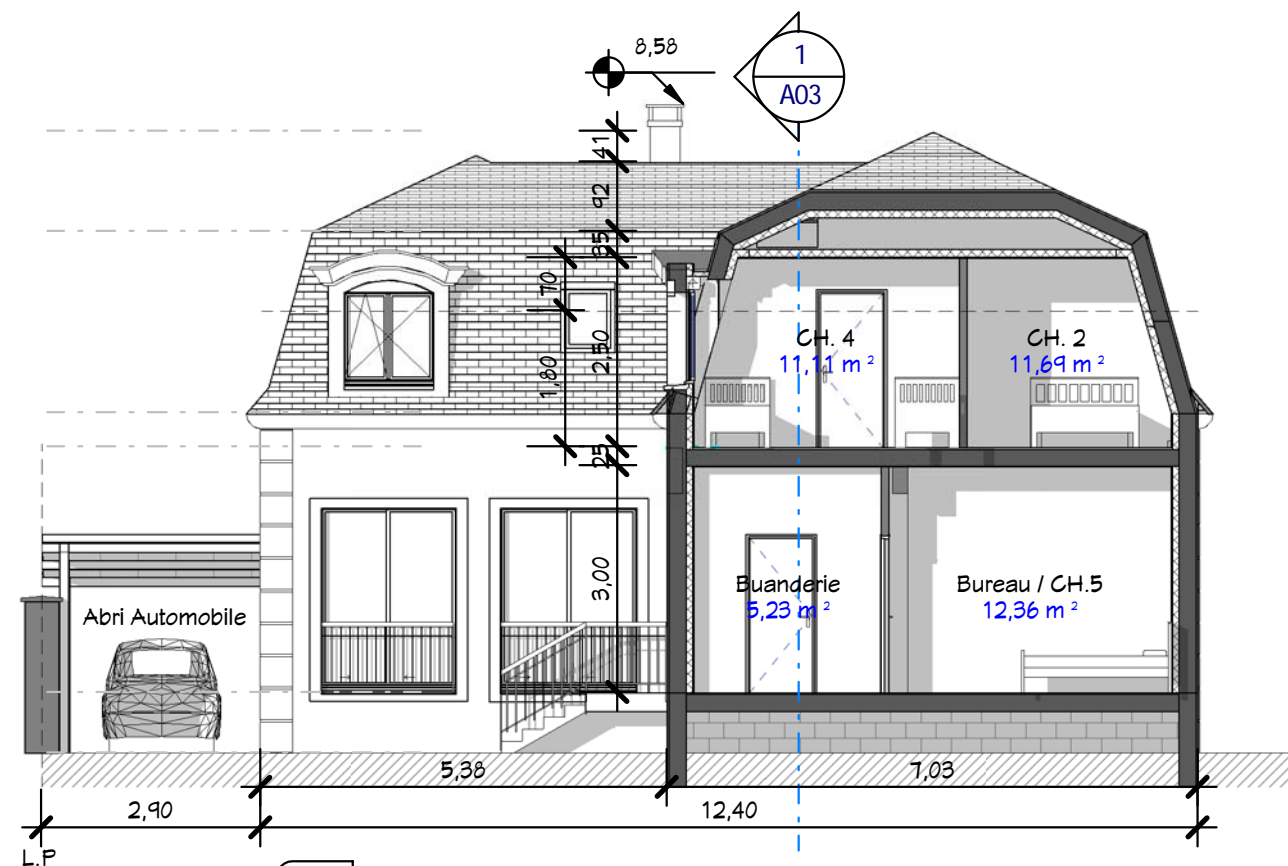 8,58
1
A03
41
92
35
70
2,50
1,80
CH. 4
11,11 m²
CH. 2
11,69 m²
25
3,00
Buanderie
5,23 m²
Bureau / CH.5
12,36 m²
Abri Automobile
5,38
7,03
2,90
12,40
L.P